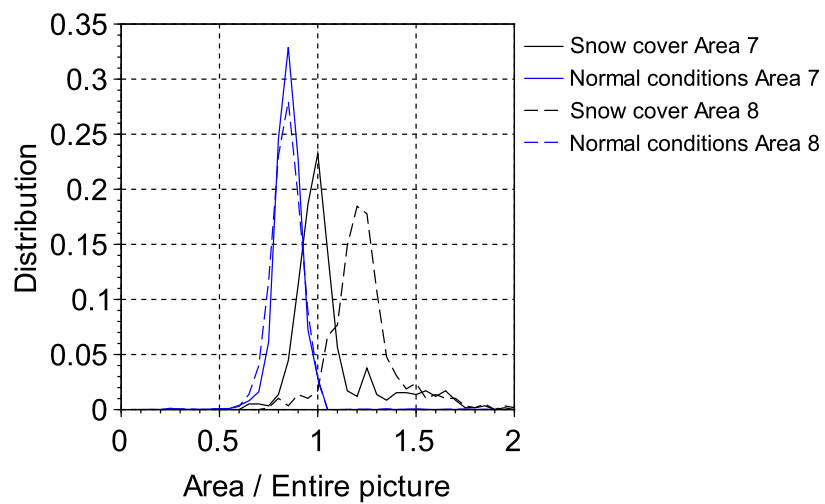 0.35
0.3
0.25
0.2
0.15
0.1
0.05
0
Distribution
0 0.5 1 1.5 2
Area / Entire picture
Snow cover Area 7
Normal conditions Area 7
Snow cover Area 8
Normal conditions Area 8